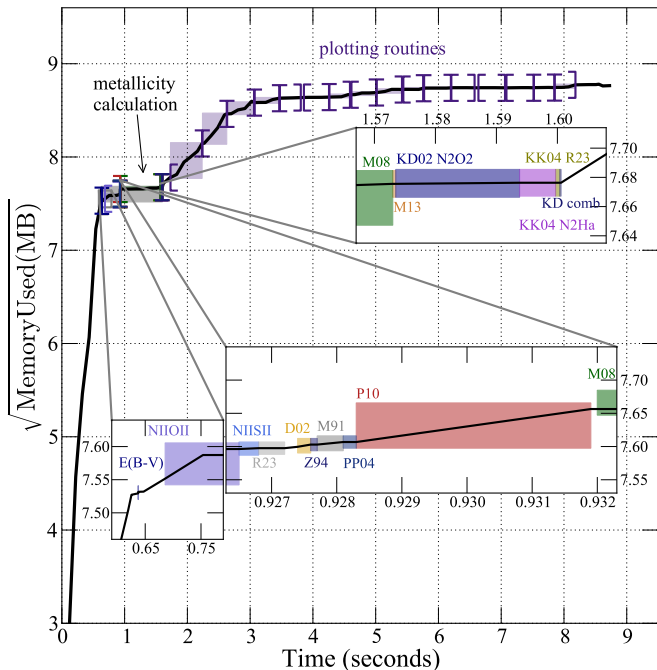 9
8
7
6
5
4
3
0
1
2
3
4
5
6
7
8
9
√Memory Used(MB)
Time (seconds)
plotting routines
metallicity
calculation
1.57
1.58
1.59
1.60
7.70
7.68
7.66
7.64
M08
KD02 N2O2
KK04 R23
M13
KD comb
KK04 N2Ha
M08
P10
7.70
7.65
7.60
7.55
NIISII
D02
M91
R23
Z94
PP04
0.927
0.928
0.929
0.930
0.931
0.932
NIIOII
E(B-V)
7.60
7.50
0.65
0.75